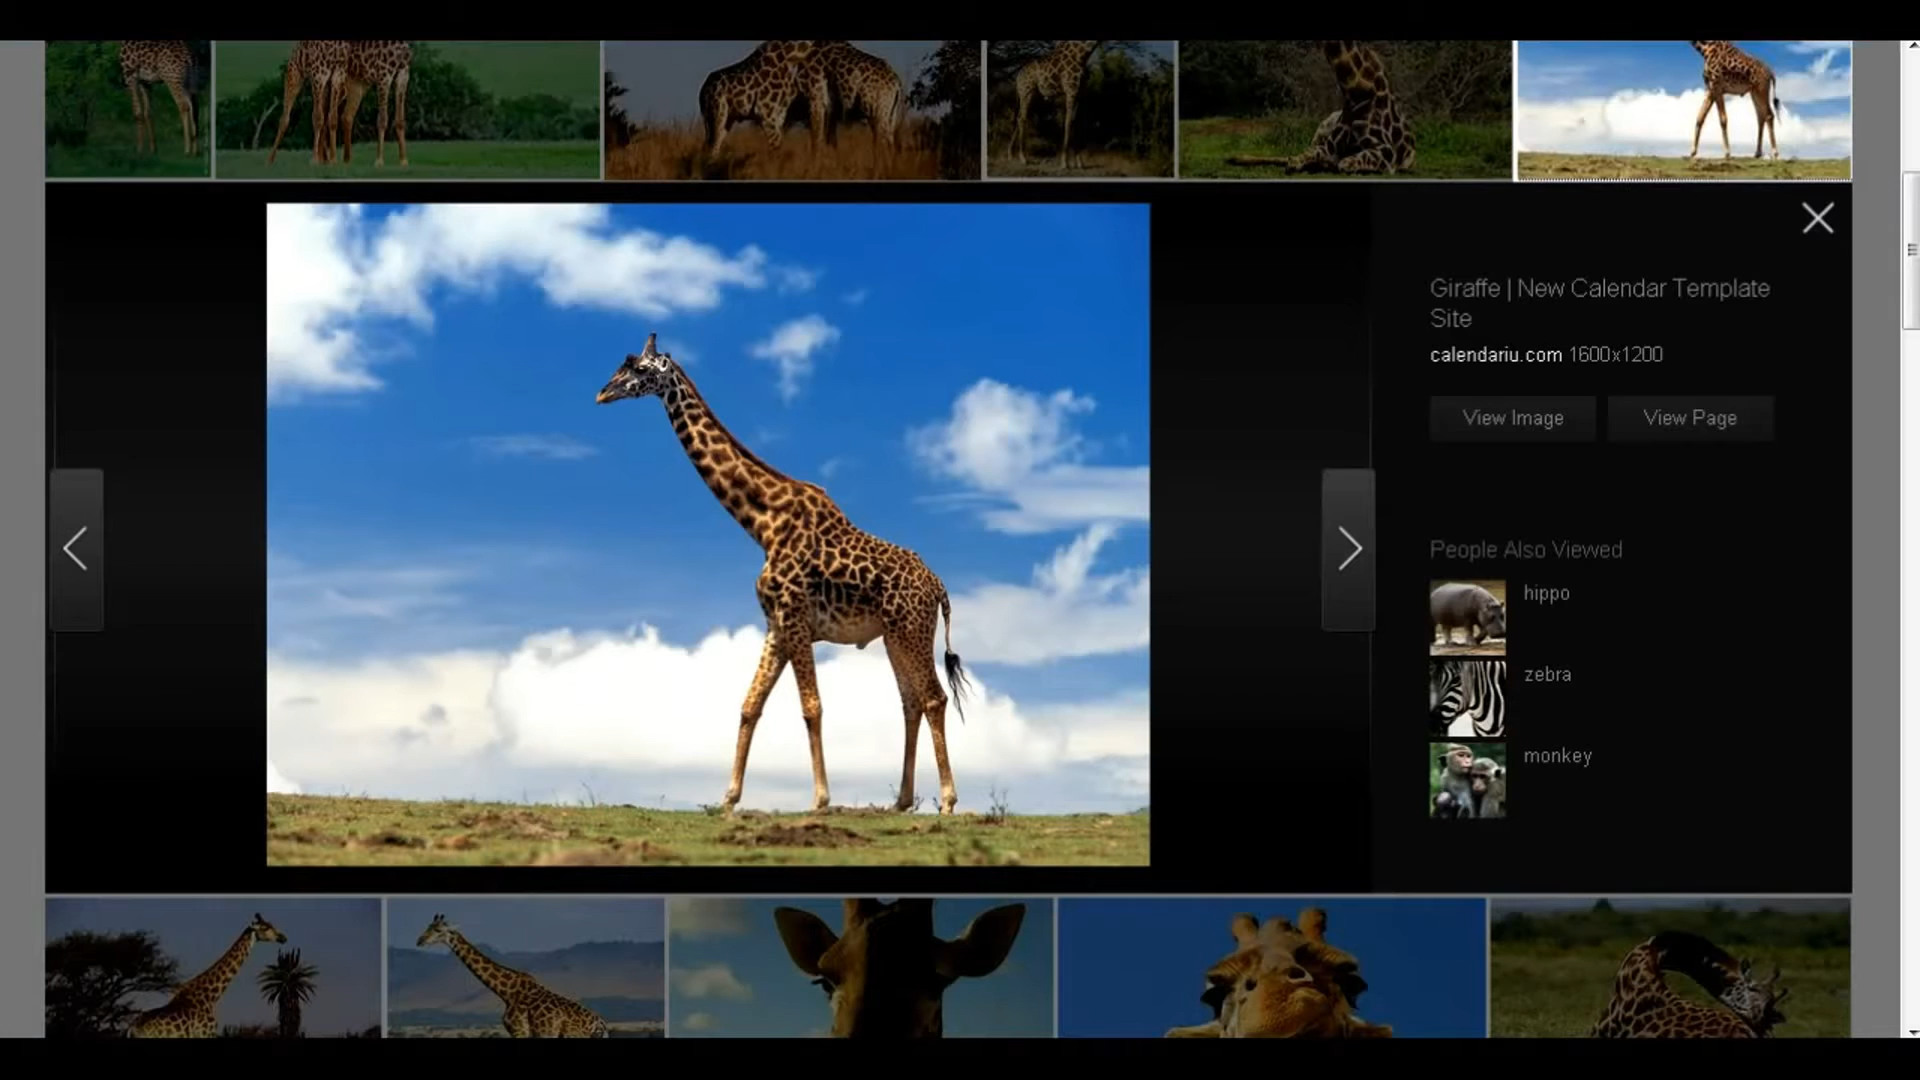 Giraffe | New Calendar Template
Site
calendariu.com 1600x1200
View Image
View Page
People Also Viewed
hippo
zebra
monkey